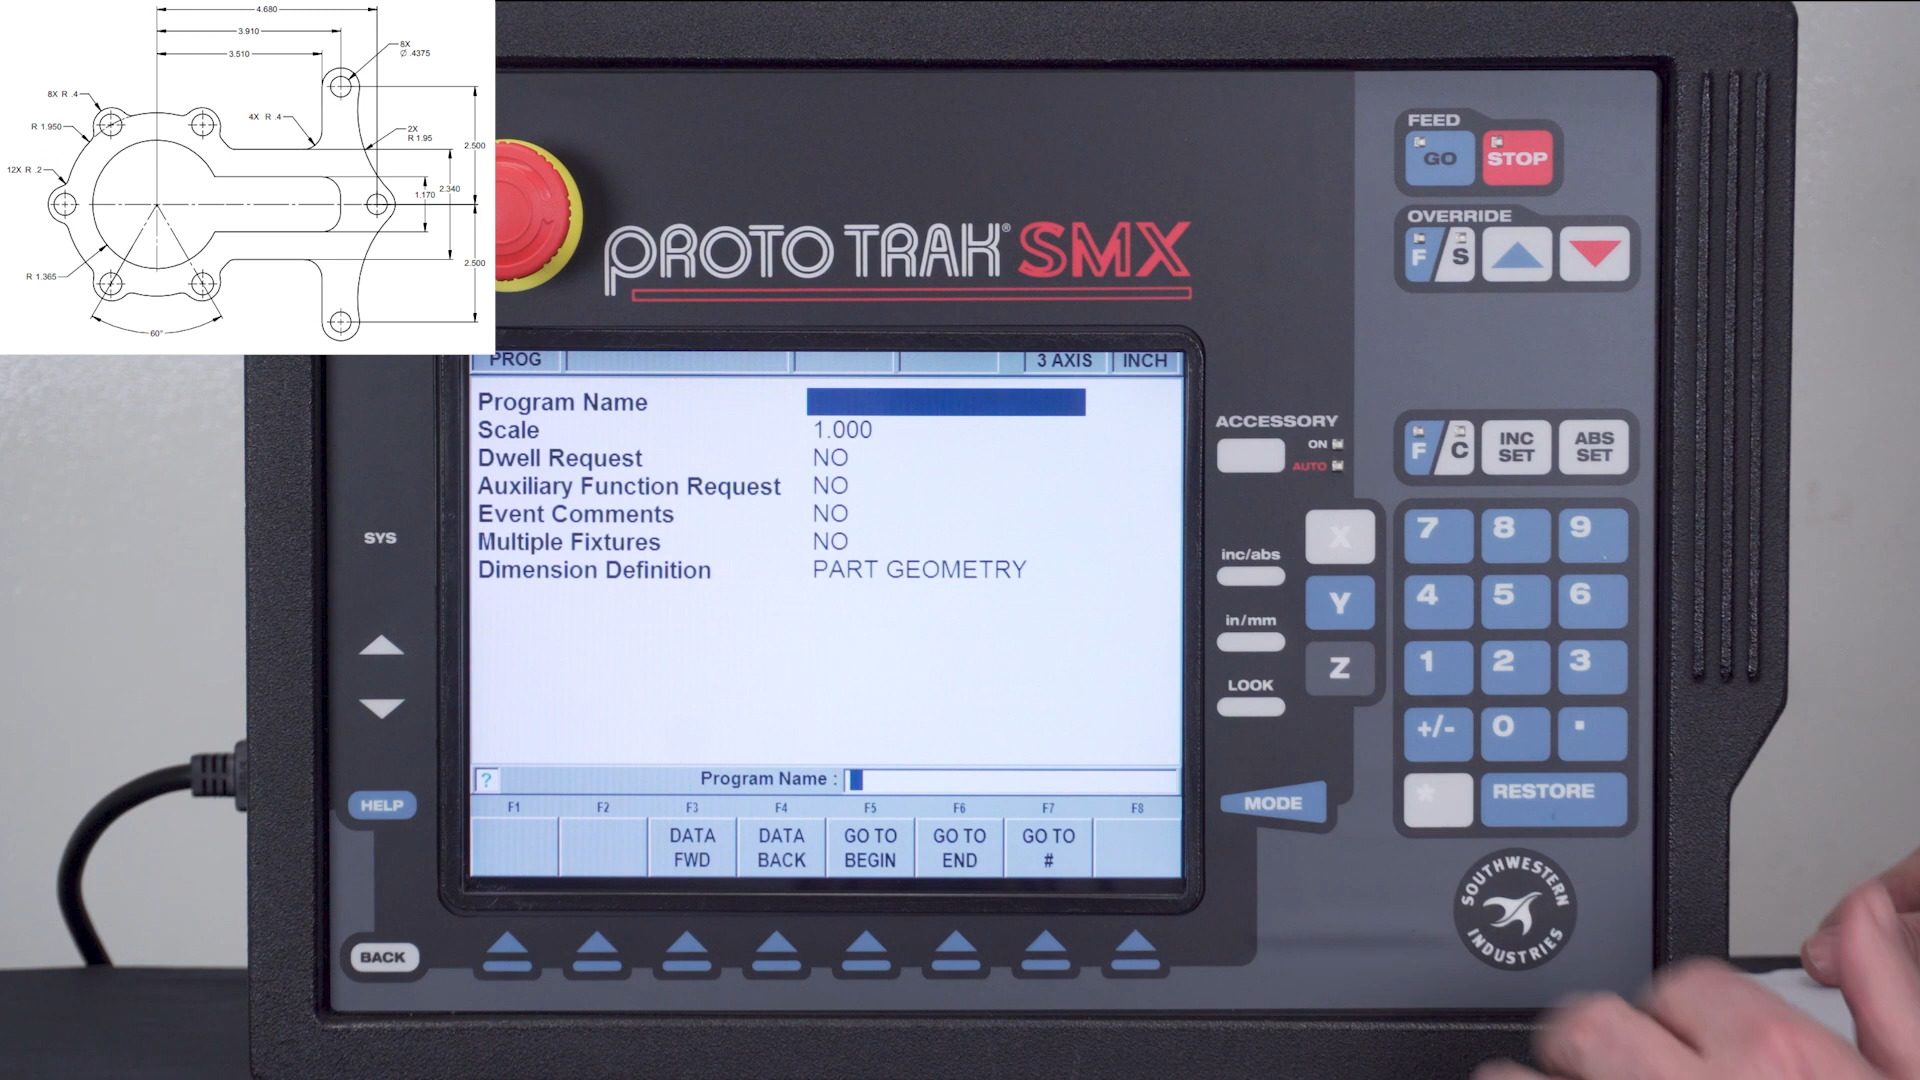 4.680
3.910
3.510
8X
Ø .4375
8X R .4
R 1.950
4X R .4
2X
R 1.95
2.500
12X R .2
1.170
2.340
R 1.365
2.500
60°
PROTO TRAK® SMX
FEED
GO
STOP
OVERRIDE
F
S
PROG
3 AXIS
INCH
Program Name
Scale 1.000
Dwell Request NO
Auxiliary Function Request NO
Event Comments NO
Multiple Fixtures NO
Dimension Definition PART GEOMETRY
? Program Name :
F1 F2 F3 F4 F5 F6 F7 F8
DATA FWD
DATA BACK
GO TO BEGIN
GO TO END
GO TO #
SYS
HELP
BACK
ACCESSORY
ON
AUTO
F
C
INC SET
ABS SET
inc/abs
in/mm
LOOK
X
Y
Z
MODE
7 8 9
4 5 6
1 2 3
+/- 0 .
* RESTORE
SOUTHWESTERN
INDUSTRIES